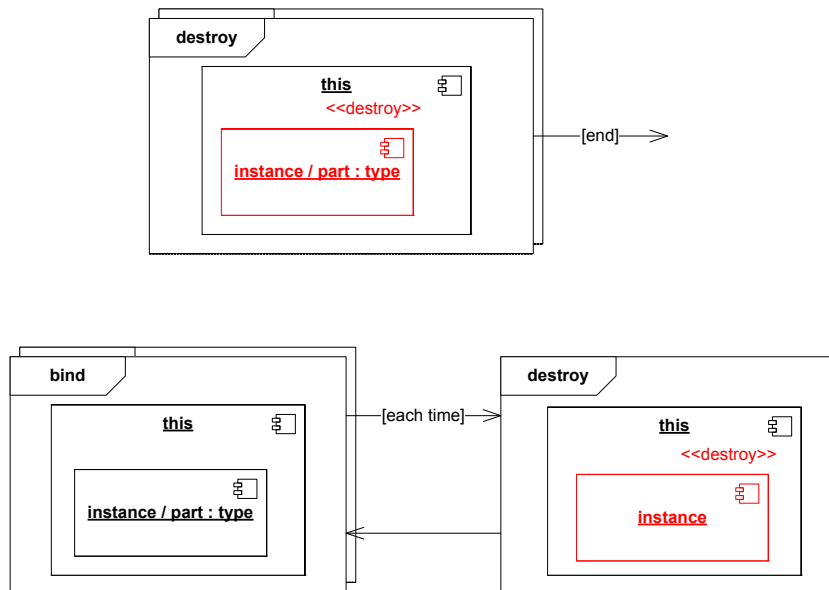 destroy
this
<<destroy>>
instance / part : type
[end]
bind
this
instance / part : type
[each time]
destroy
this
<<destroy>>
instance